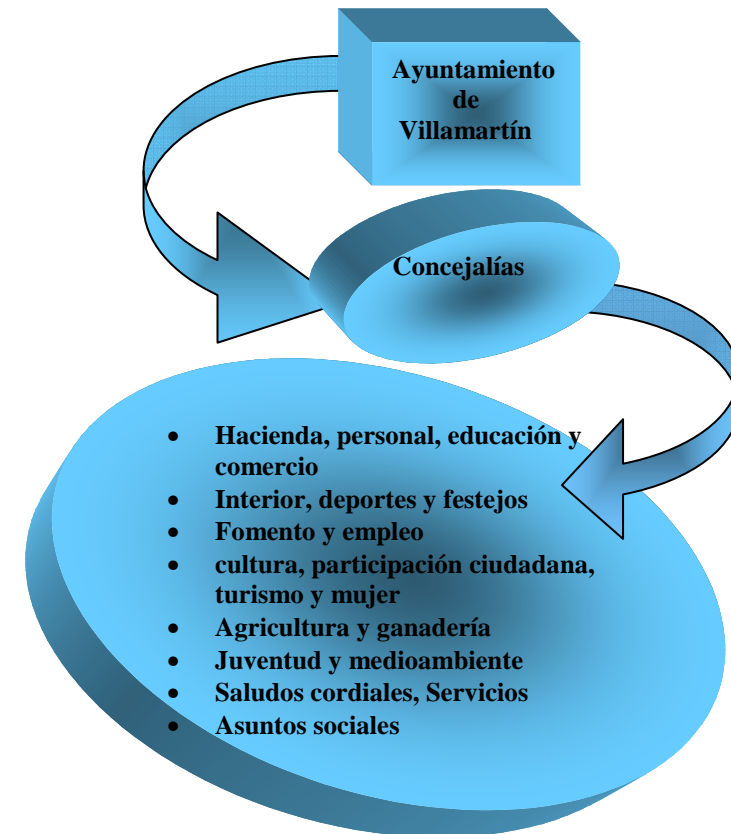 Ayuntamiento
de
Villamartín
Concejalías
• Hacienda, personal, educación y
comercio
• Interior, deportes y festejos
• Fomento y empleo
• cultura, participación ciudadana,
turismo y mujer
• Agricultura y ganadería
• Juventud y medioambiente
• Saludos cordiales, Servicios
• Asuntos sociales